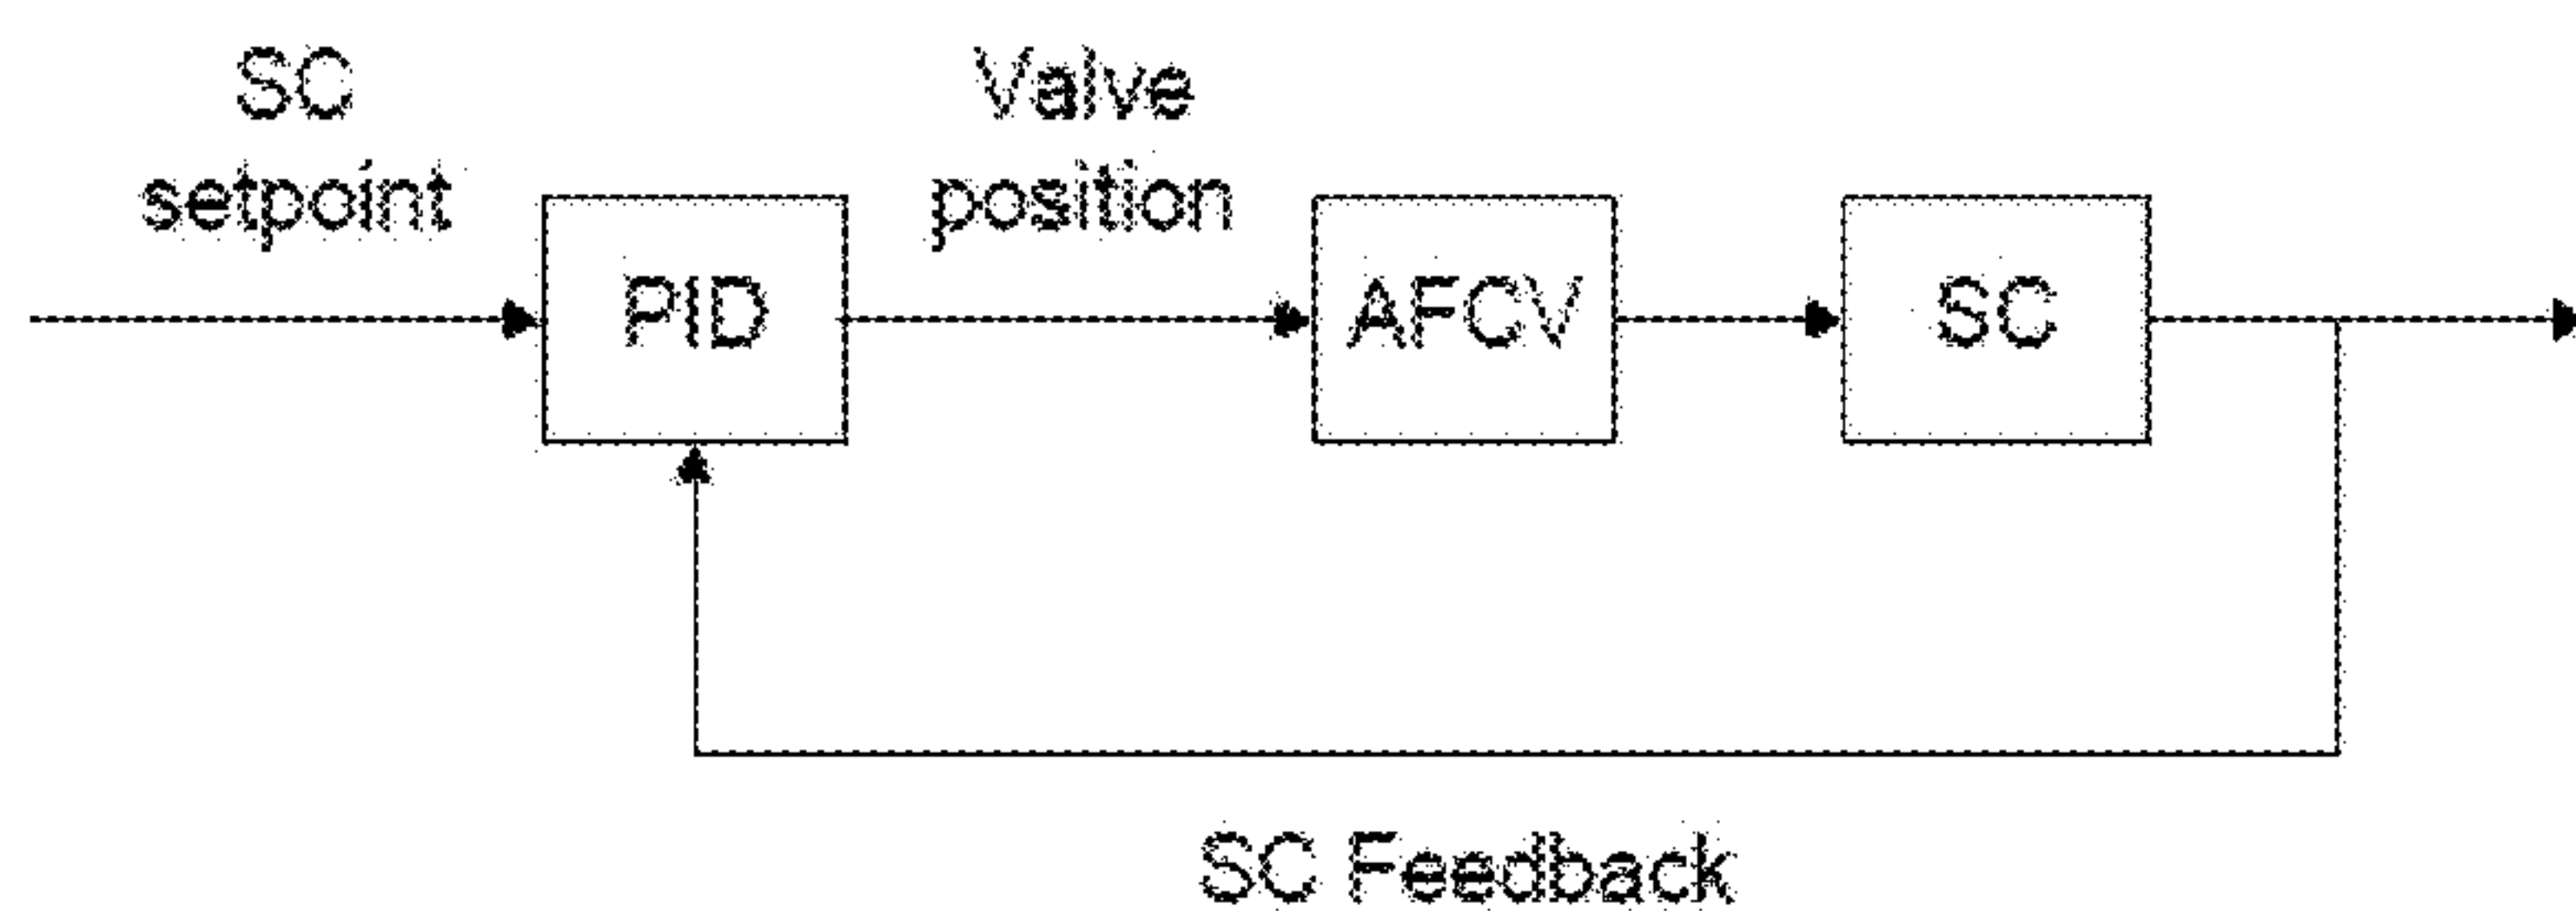 SC
setpoint
Valve
position
PID
AFCV
SC
SC Feedback